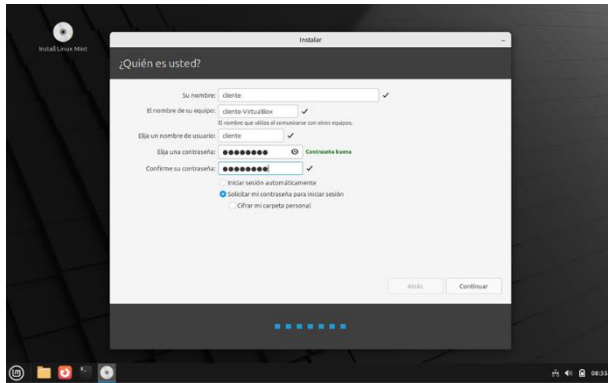 Install Linux Mint
Instalar
¿Quién es usted?
Su nombre: cliente
El nombre de su equipo: cliente-VirtualBox
El nombre que utiliza al comunicarse con otros equipos.
Elija un nombre de usuario: cliente
Elija una contraseña: ●●●●●●●● Contraseña buena
Confirme su contraseña: ●●●●●●●●
Iniciar sesión automáticamente
Solicitar mi contraseña para iniciar sesión
Cifrar mi carpeta personal
Atrás Continuar
08:35